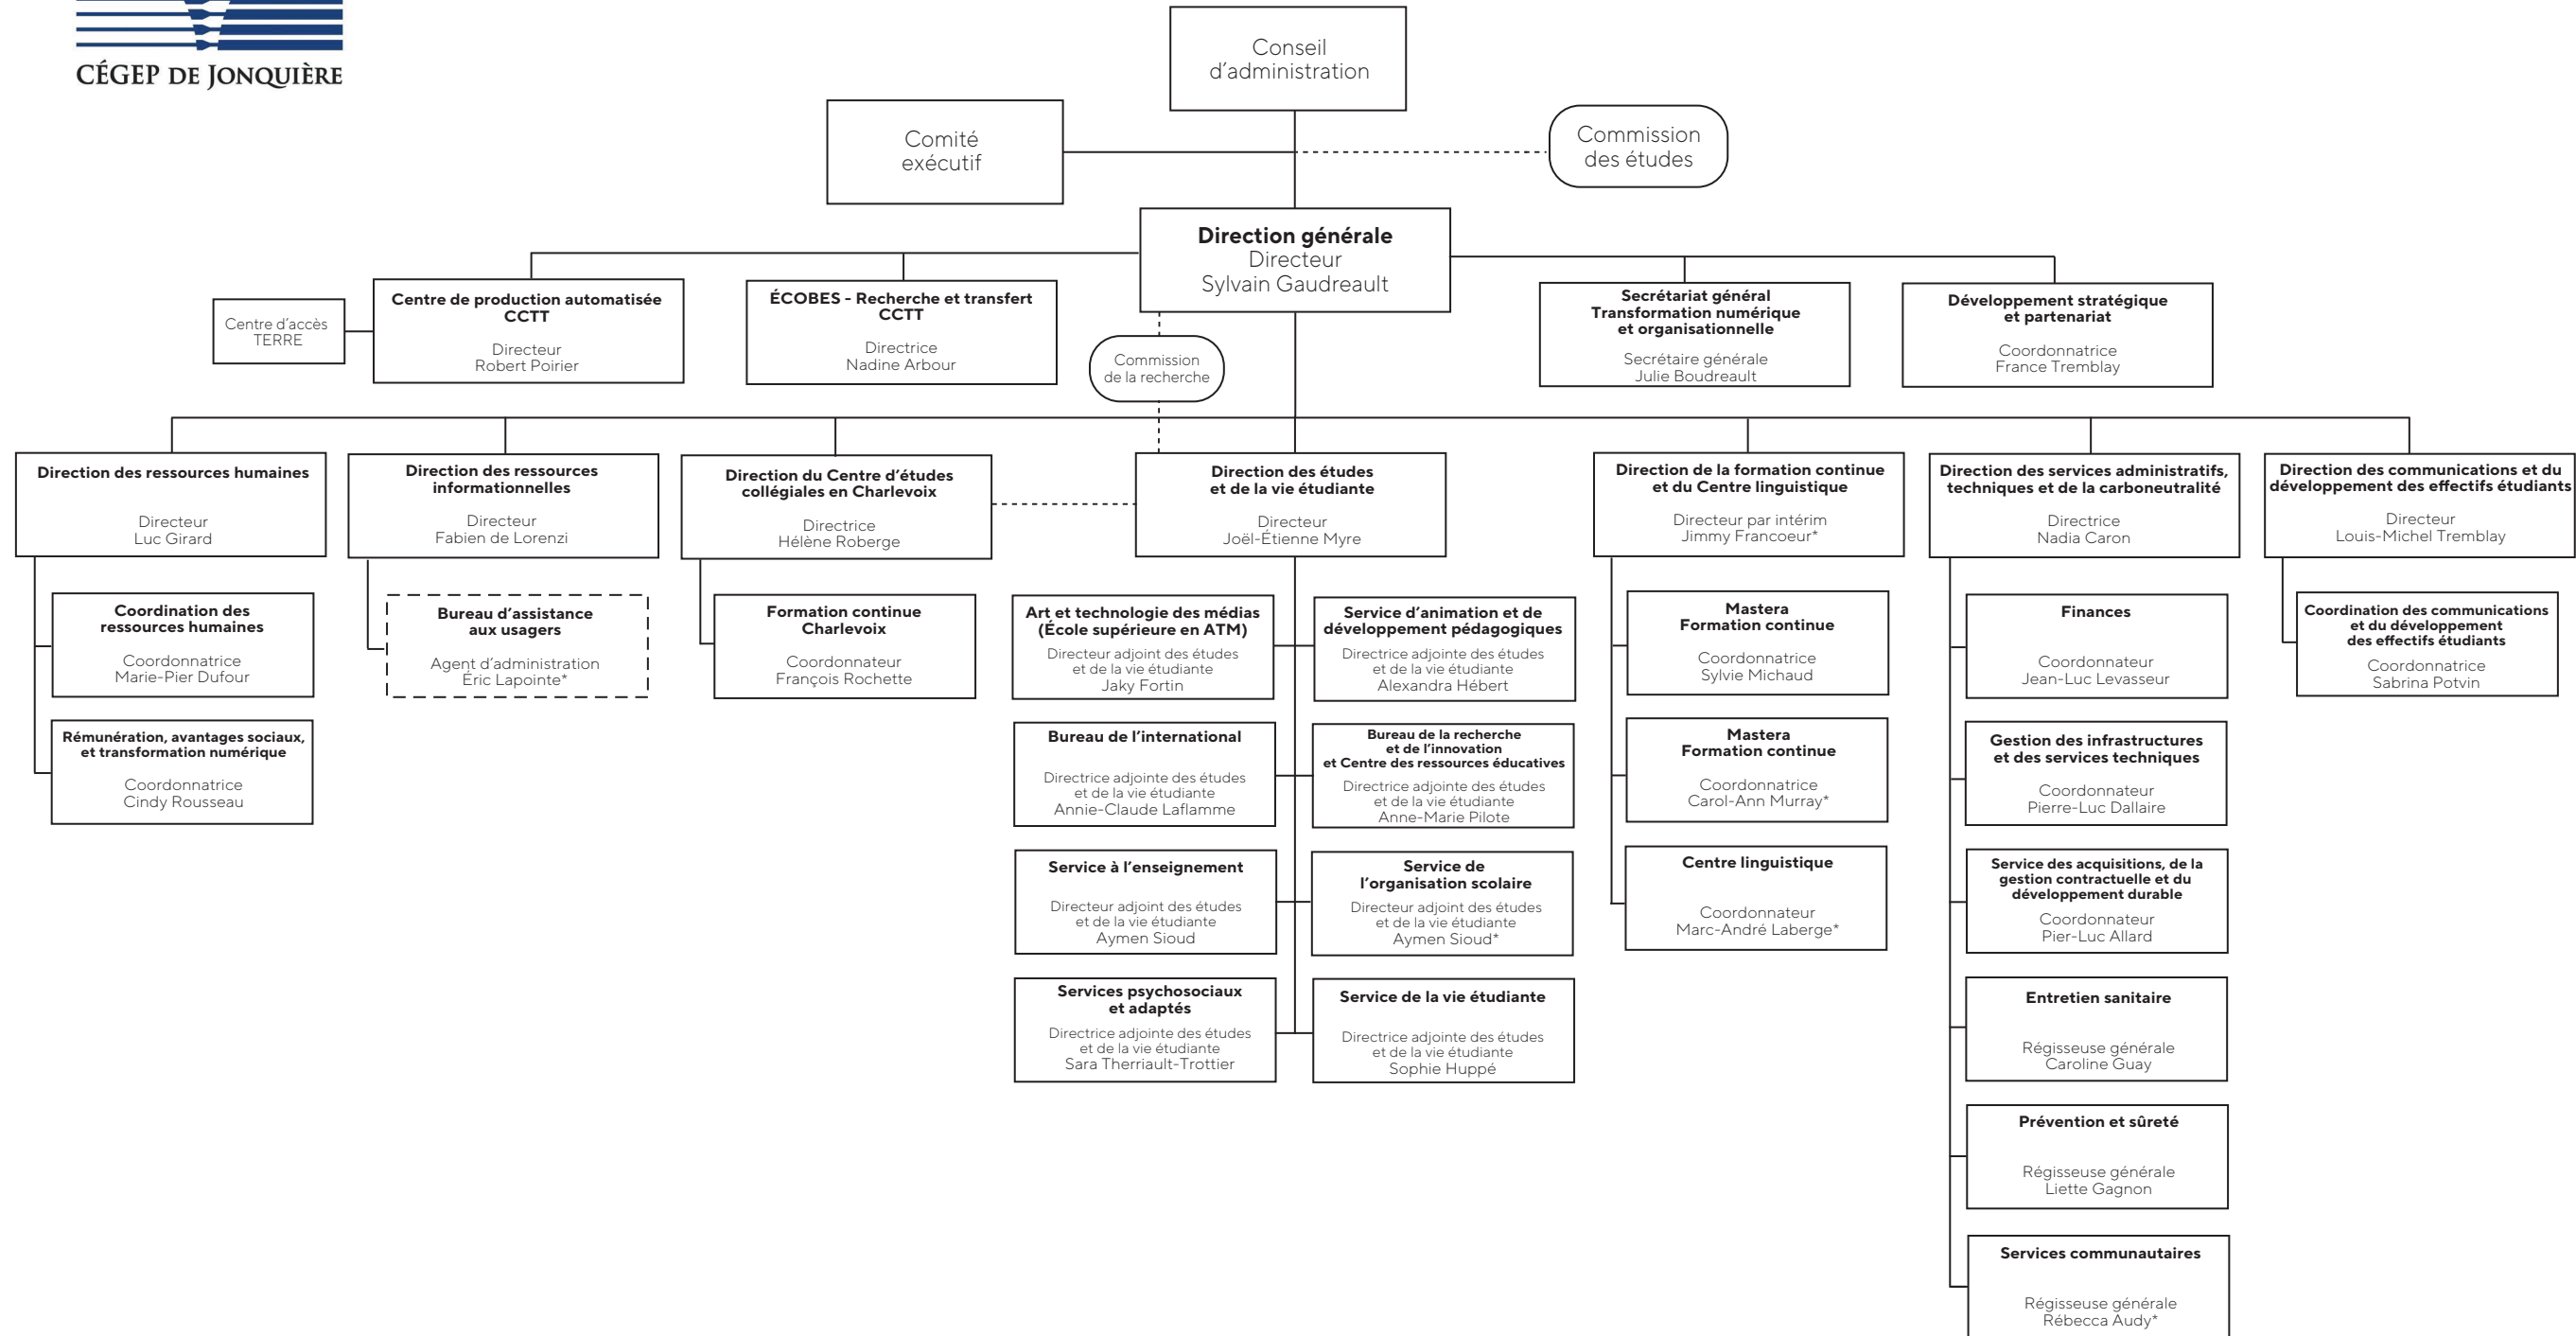 CÉGEP DE JONQUIÈRE
Conseil
d'administration
Comité
exécutif
Commission
des études
Direction générale
Directeur
Sylvain Gaudreault
Centre d'accès
TERRE
Centre de production automatisée
CCTT
Directeur
Robert Poirier
ÉCOBES - Recherche et transfert
CCTT
Directrice
Nadine Arbour
Commission
de la recherche
Secrétariat général
Transformation numérique
et organisationnelle
Secrétaire générale
Julie Boudreault
Développement stratégique
et partenariat
Coordonnatrice
France Tremblay
Direction des ressources humaines
Directeur
Luc Girard
Direction des ressources
informationnelles
Directeur
Fabien de Lorenzi
Direction du Centre d'études
collégiales en Charlevoix
Directrice
Hélène Roberge
Direction des études
et de la vie étudiante
Directeur
Joël-Étienne Myre
Direction de la formation continue
et du Centre linguistique
Directeur par intérim
Jimmy Francoeur*
Direction des services administratifs,
techniques et de la carboneutralité
Directrice
Nadia Caron
Direction des communications et du
développement des effectifs étudiants
Directeur
Louis-Michel Tremblay
Coordination des
ressources humaines
Coordonnatrice
Marie-Pier Dufour
Rémunération, avantages sociaux,
et transformation numérique
Coordonnatrice
Cindy Rousseau
Bureau d'assistance
aux usagers
Agent d'administration
Éric Lapointe*
Formation continue
Charlevoix
Coordonnateur
François Rochette
Art et technologie des médias
(École supérieure en ATM)
Directeur adjoint des études
et de la vie étudiante
Jaky Fortin
Service d'animation et de
développement pédagogiques
Directrice adjointe des études
et de la vie étudiante
Alexandra Hébert
Bureau de l'international
Directrice adjointe des études
et de la vie étudiante
Annie-Claude Laflamme
Bureau de la recherche
et de l'innovation
et Centre des ressources éducatives
Directrice adjointe des études
et de la vie étudiante
Anne-Marie Pilote
Service à l'enseignement
Directeur adjoint des études
et de la vie étudiante
Aymen Sioud
Service de
l'organisation scolaire
Directeur adjoint des études
et de la vie étudiante
Aymen Sioud*
Services psychosociaux
et adaptés
Directrice adjointe des études
et de la vie étudiante
Sara Therriault-Trottier
Service de la vie étudiante
Directrice adjointe des études
et de la vie étudiante
Sophie Huppé
Mastera
Formation continue
Coordonnatrice
Sylvie Michaud
Mastera
Formation continue
Coordonnatrice
Carol-Ann Murray*
Centre linguistique
Coordonnateur
Marc-André Laberge*
Finances
Coordonnateur
Jean-Luc Levasseur
Gestion des infrastructures
et des services techniques
Coordonnateur
Pierre-Luc Dallaire
Service des acquisitions, de la
gestion contractuelle et du
développement durable
Coordonnateur
Pier-Luc Allard
Entretien sanitaire
Régisseuse générale
Caroline Guay
Prévention et sûreté
Régisseuse générale
Liette Gagnon
Services communautaires
Régisseuse générale
Rébecca Audy*
Coordination des communications
et du développement
des effectifs étudiants
Coordonnatrice
Sabrina Potvin